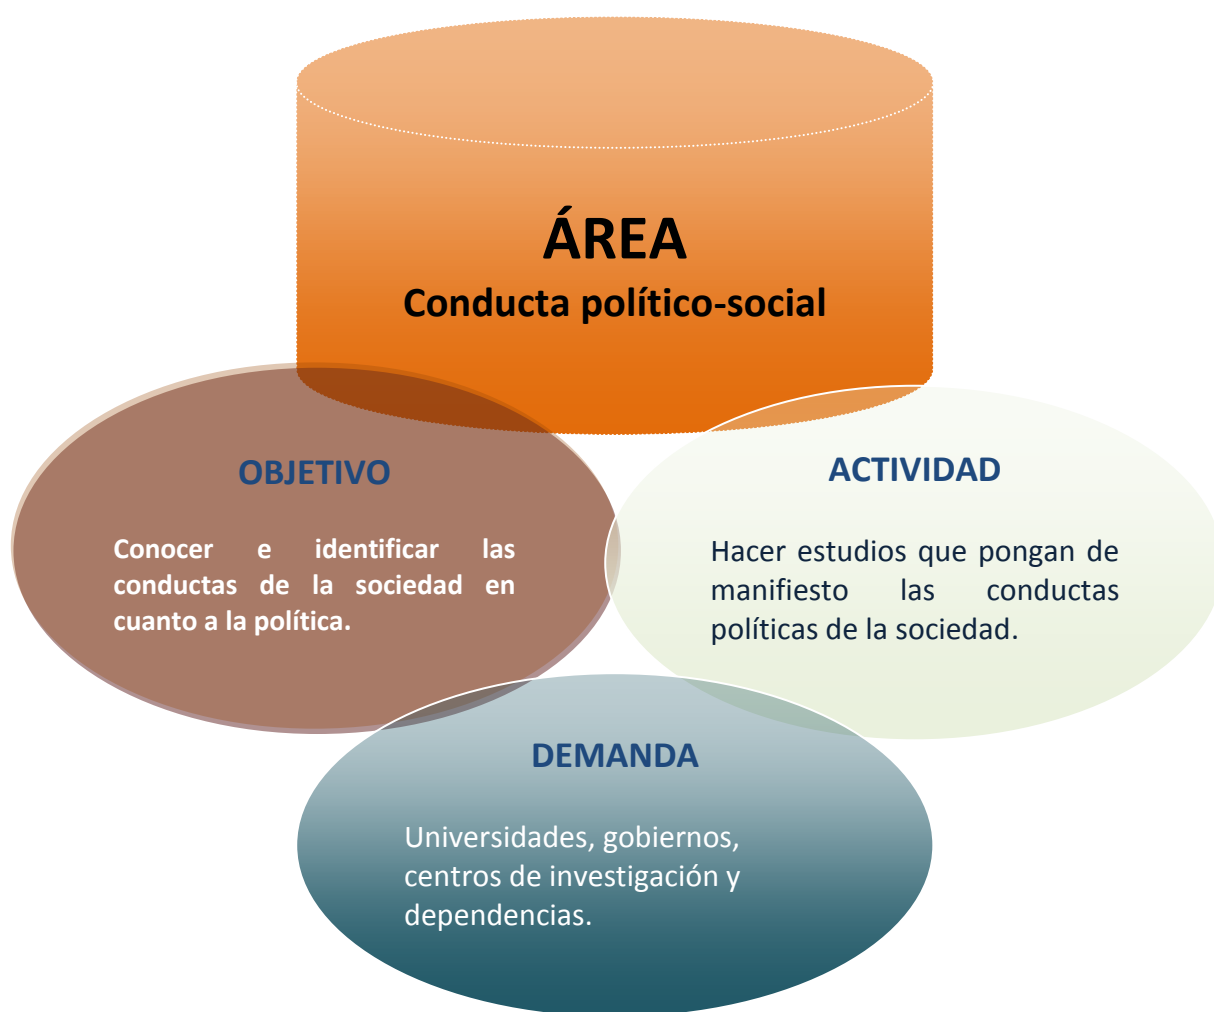 ÁREA
Conducta político-social
OBJETIVO
Conocer e identificar las
conductas de la sociedad en
cuanto a la política.
ACTIVIDAD
Hacer estudios que pongan de
manifiesto las conductas
políticas de la sociedad.
DEMANDA
Universidades, gobiernos,
centros de investigación y
dependencias.